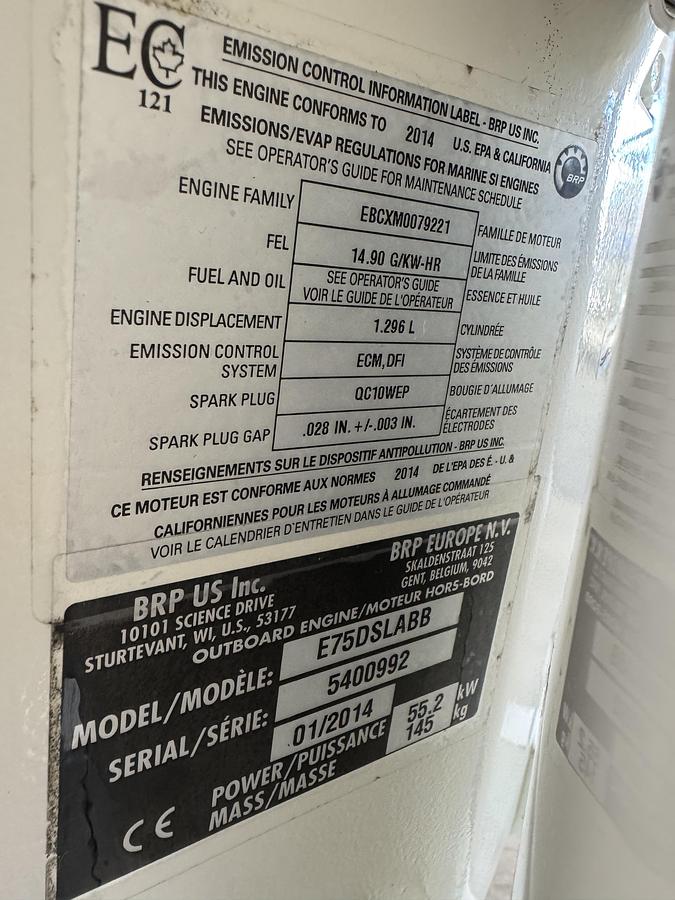 EC
121
EMISSION CONTROL INFORMATION LABEL - BRP US INC.
THIS ENGINE CONFORMS TO 2014 U.S. EPA & CALIFORNIA
EMISSIONS/EVAP REGULATIONS FOR MARINE SI ENGINES
SEE OPERATOR'S GUIDE FOR MAINTENANCE SCHEDULE
BRP
ENGINE FAMILY EBCXM0079221 FAMILLE DE MOTEUR
FEL 14.90 G/KW-HR LIMITE DES ÉMISSIONS
DE LA FAMILLE
FUEL AND OIL SEE OPERATOR'S GUIDE
VOIR LE GUIDE DE L'OPÉRATEUR ESSENCE ET HUILE
ENGINE DISPLACEMENT 1.296 L CYLINDRÉE
EMISSION CONTROL
SYSTEM ECM,DFI SYSTÈME DE CONTRÔLE
DES ÉMISSIONS
SPARK PLUG QC10WEP BOUGIE D'ALLUMAGE
SPARK PLUG GAP .028 IN. +/-.003 IN. ÉCARTEMENT DES
ÉLECTRODES
RENSEIGNEMENTS SUR LE DISPOSITIF ANTIPOLLUTION - BRP US INC.
CE MOTEUR EST CONFORME AUX NORMES 2014 DE L'EPA DES É. - U. &
CALIFORNIENNES POUR LES MOTEURS À ALLUMAGE COMMANDÉ
VOIR LE CALENDRIER D'ENTRETIEN DANS LE GUIDE DE L'OPÉRATEUR
BRP US Inc.
10101 SCIENCE DRIVE
STURTEVANT, WI, U.S., 53177
BRP EUROPE N.V.
SKALDENSTRAAT 125
GENT, BELGIUM, 9042
OUTBOARD ENGINE/MOTEUR HORS-BORD
MODEL/MODÈLE: E75DSLABB
SERIAL/SÉRIE: 5400992
01/2014
POWER/PUISSANCE 55.2 kW
MASS/MASSE 145 kg
CE